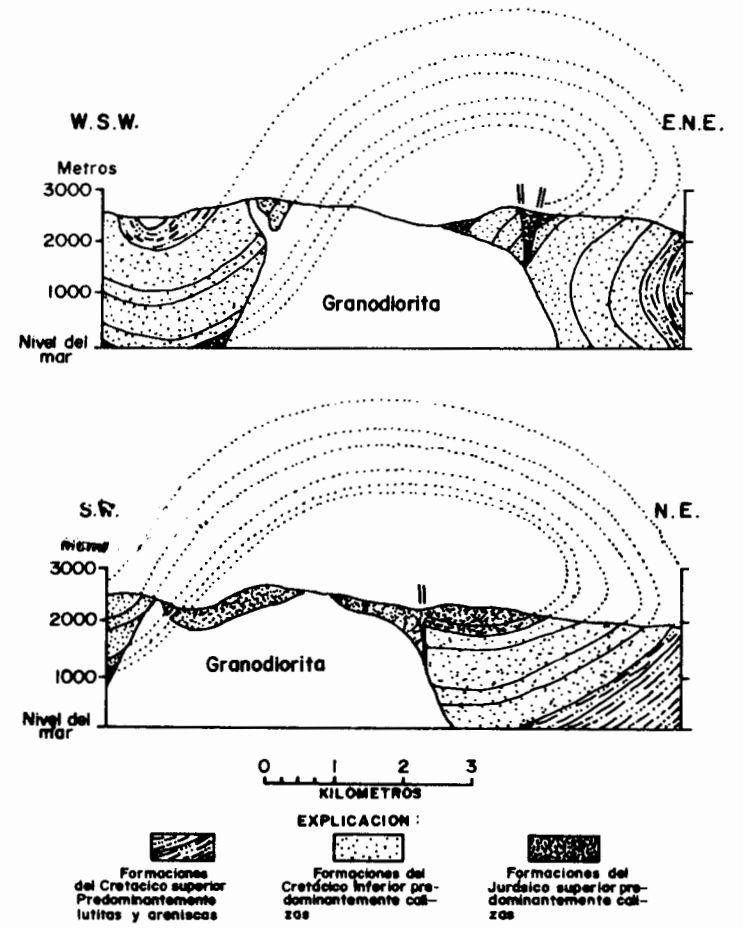 W.S.W.
E.N.E.
Metros
3000
2000
1000
Nivel del
mar
Granodiorita
S.W.
N.E.
3000
2000
1000
Nivel del
mar
Granodiorita
0 1 2 3
KILOMETROS
EXPLICACION:
Formaciones
del Cretacico superior
Predominantemente
lutitas y areniscas
Formaciones del
Cretácico Inferior pre-
dominantemente cali-
zas
Formaciones del
Jurásico superior pre-
dominantemente cali-
zas